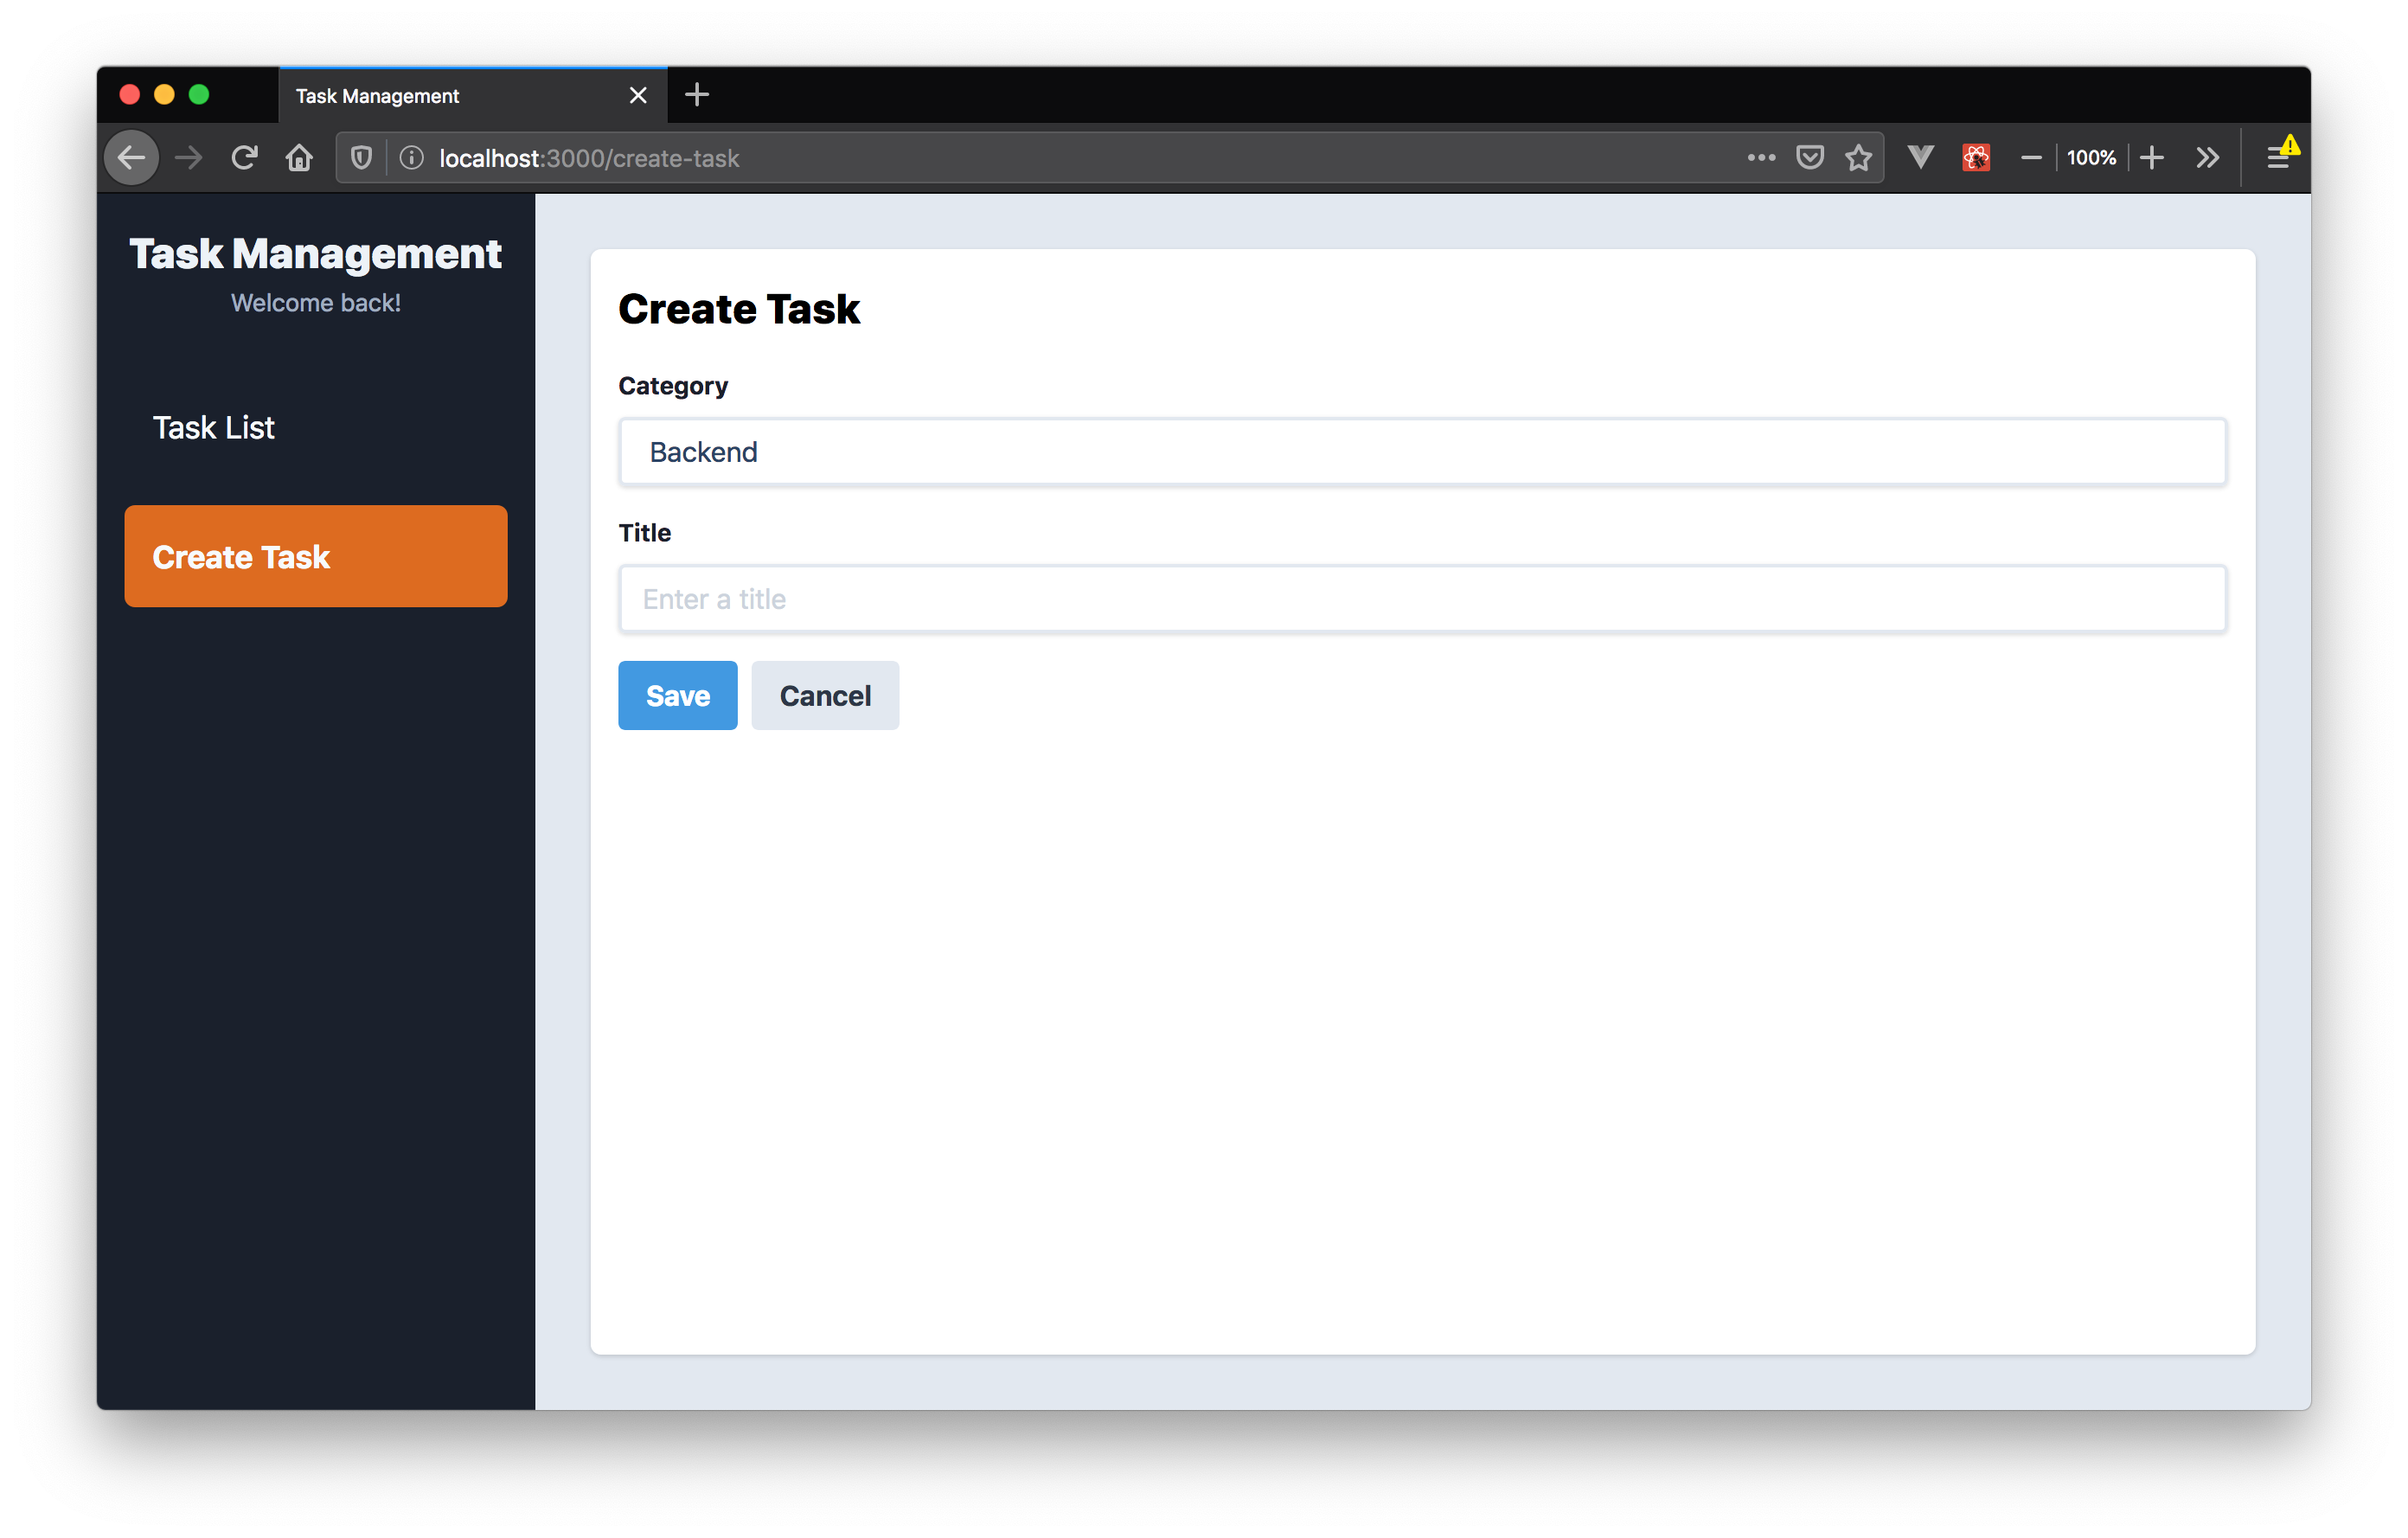 Task Management
localhost:3000/create-task
100%
Task Management
Welcome back!
Task List
Create Task
Create Task
Category
Backend
Title
Enter a title
Save
Cancel